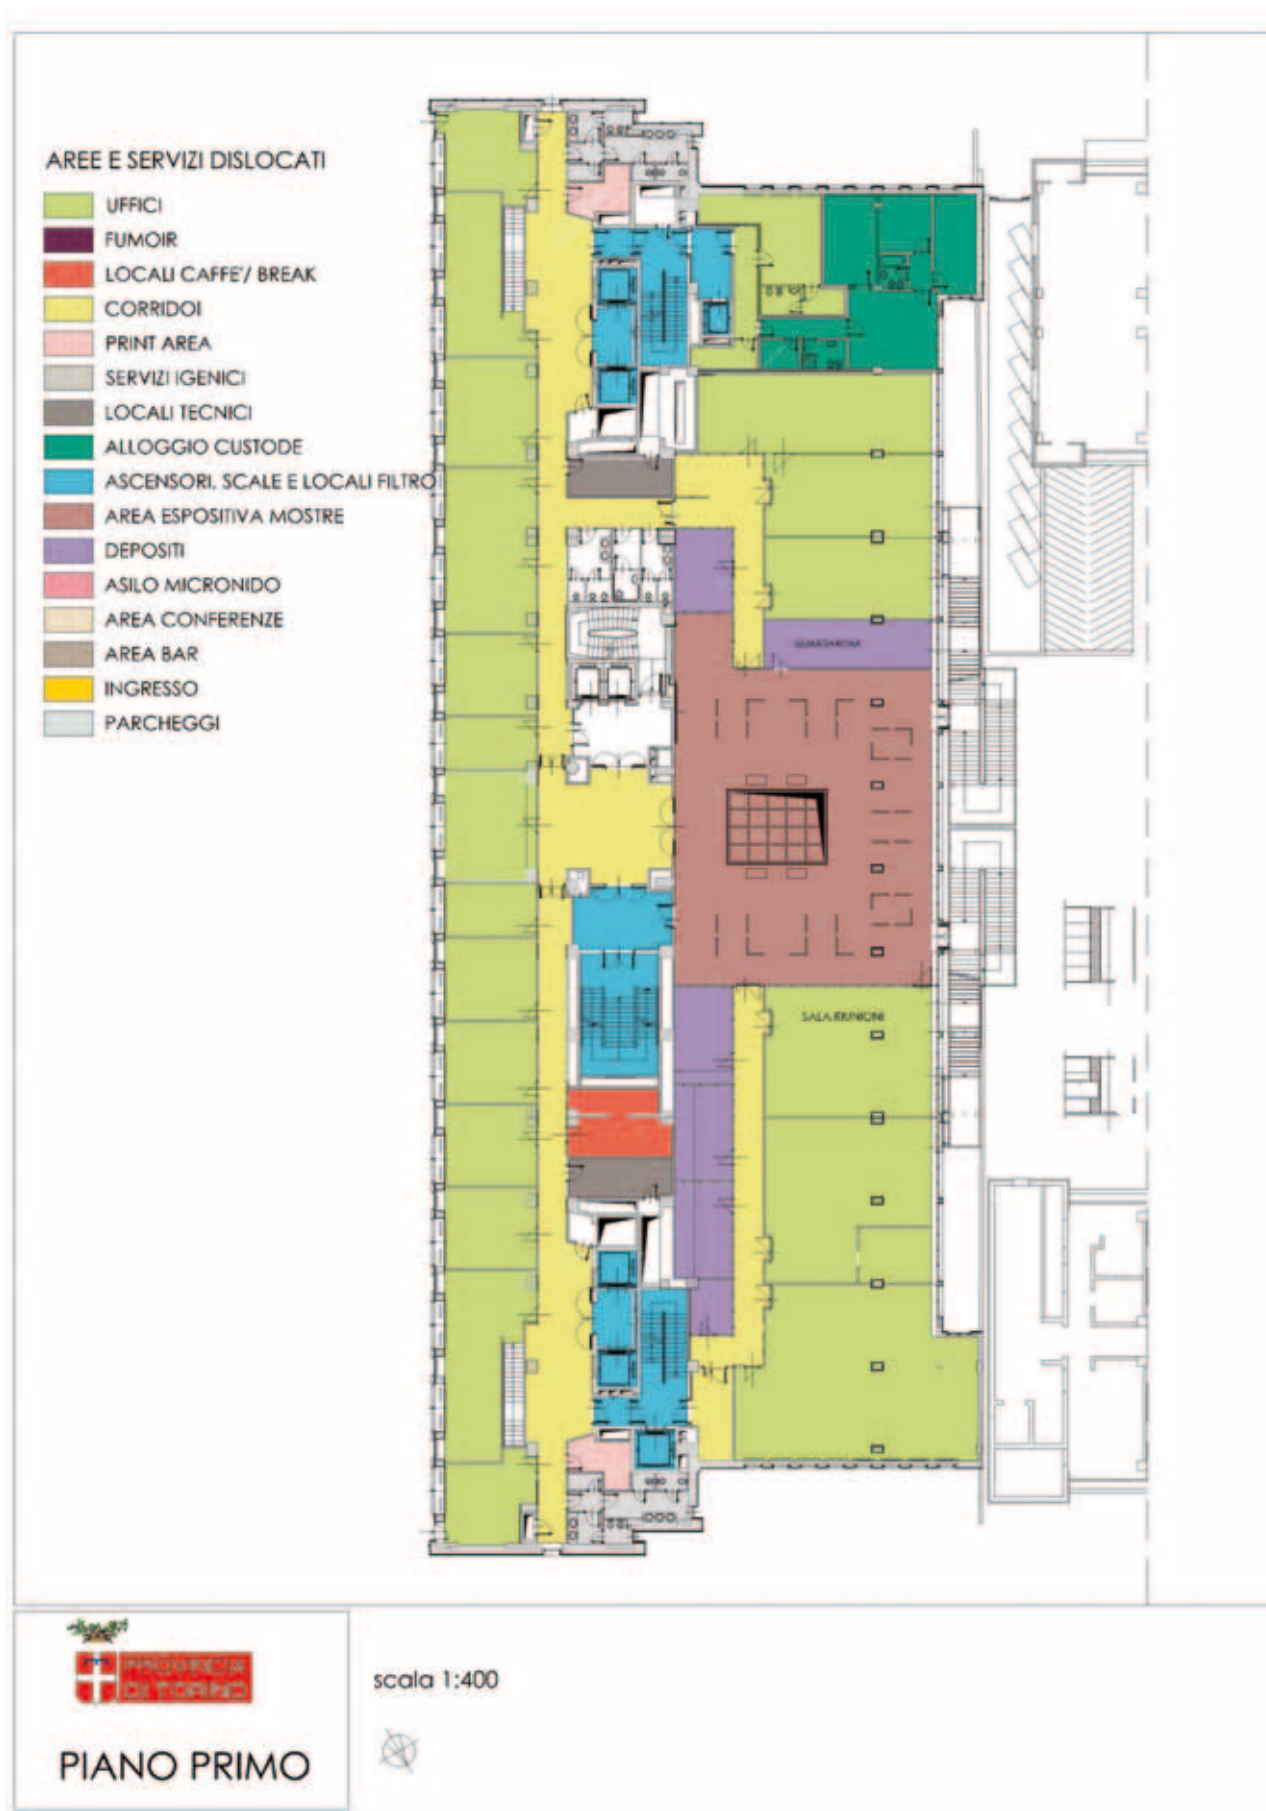 AREE E SERVIZI DISLOCATI
UFFICI
FUMOIR
LOCALI CAFFE'/ BREAK
CORRIDOI
PRINT AREA
SERVIZI IGENICI
LOCALI TECNICI
ALLOGGIO CUSTODE
ASCENSORI, SCALE E LOCALI FILTRO
AREA ESPOSITIVA MOSTRE
DEPOSITI
ASILO MICRONIDO
AREA CONFERENZE
AREA BAR
INGRESSO
PARCHEGGI
GUARDAROBA
SALA RIUNIONI
PROVINCIA
DI TORINO
scala 1:400
PIANO PRIMO